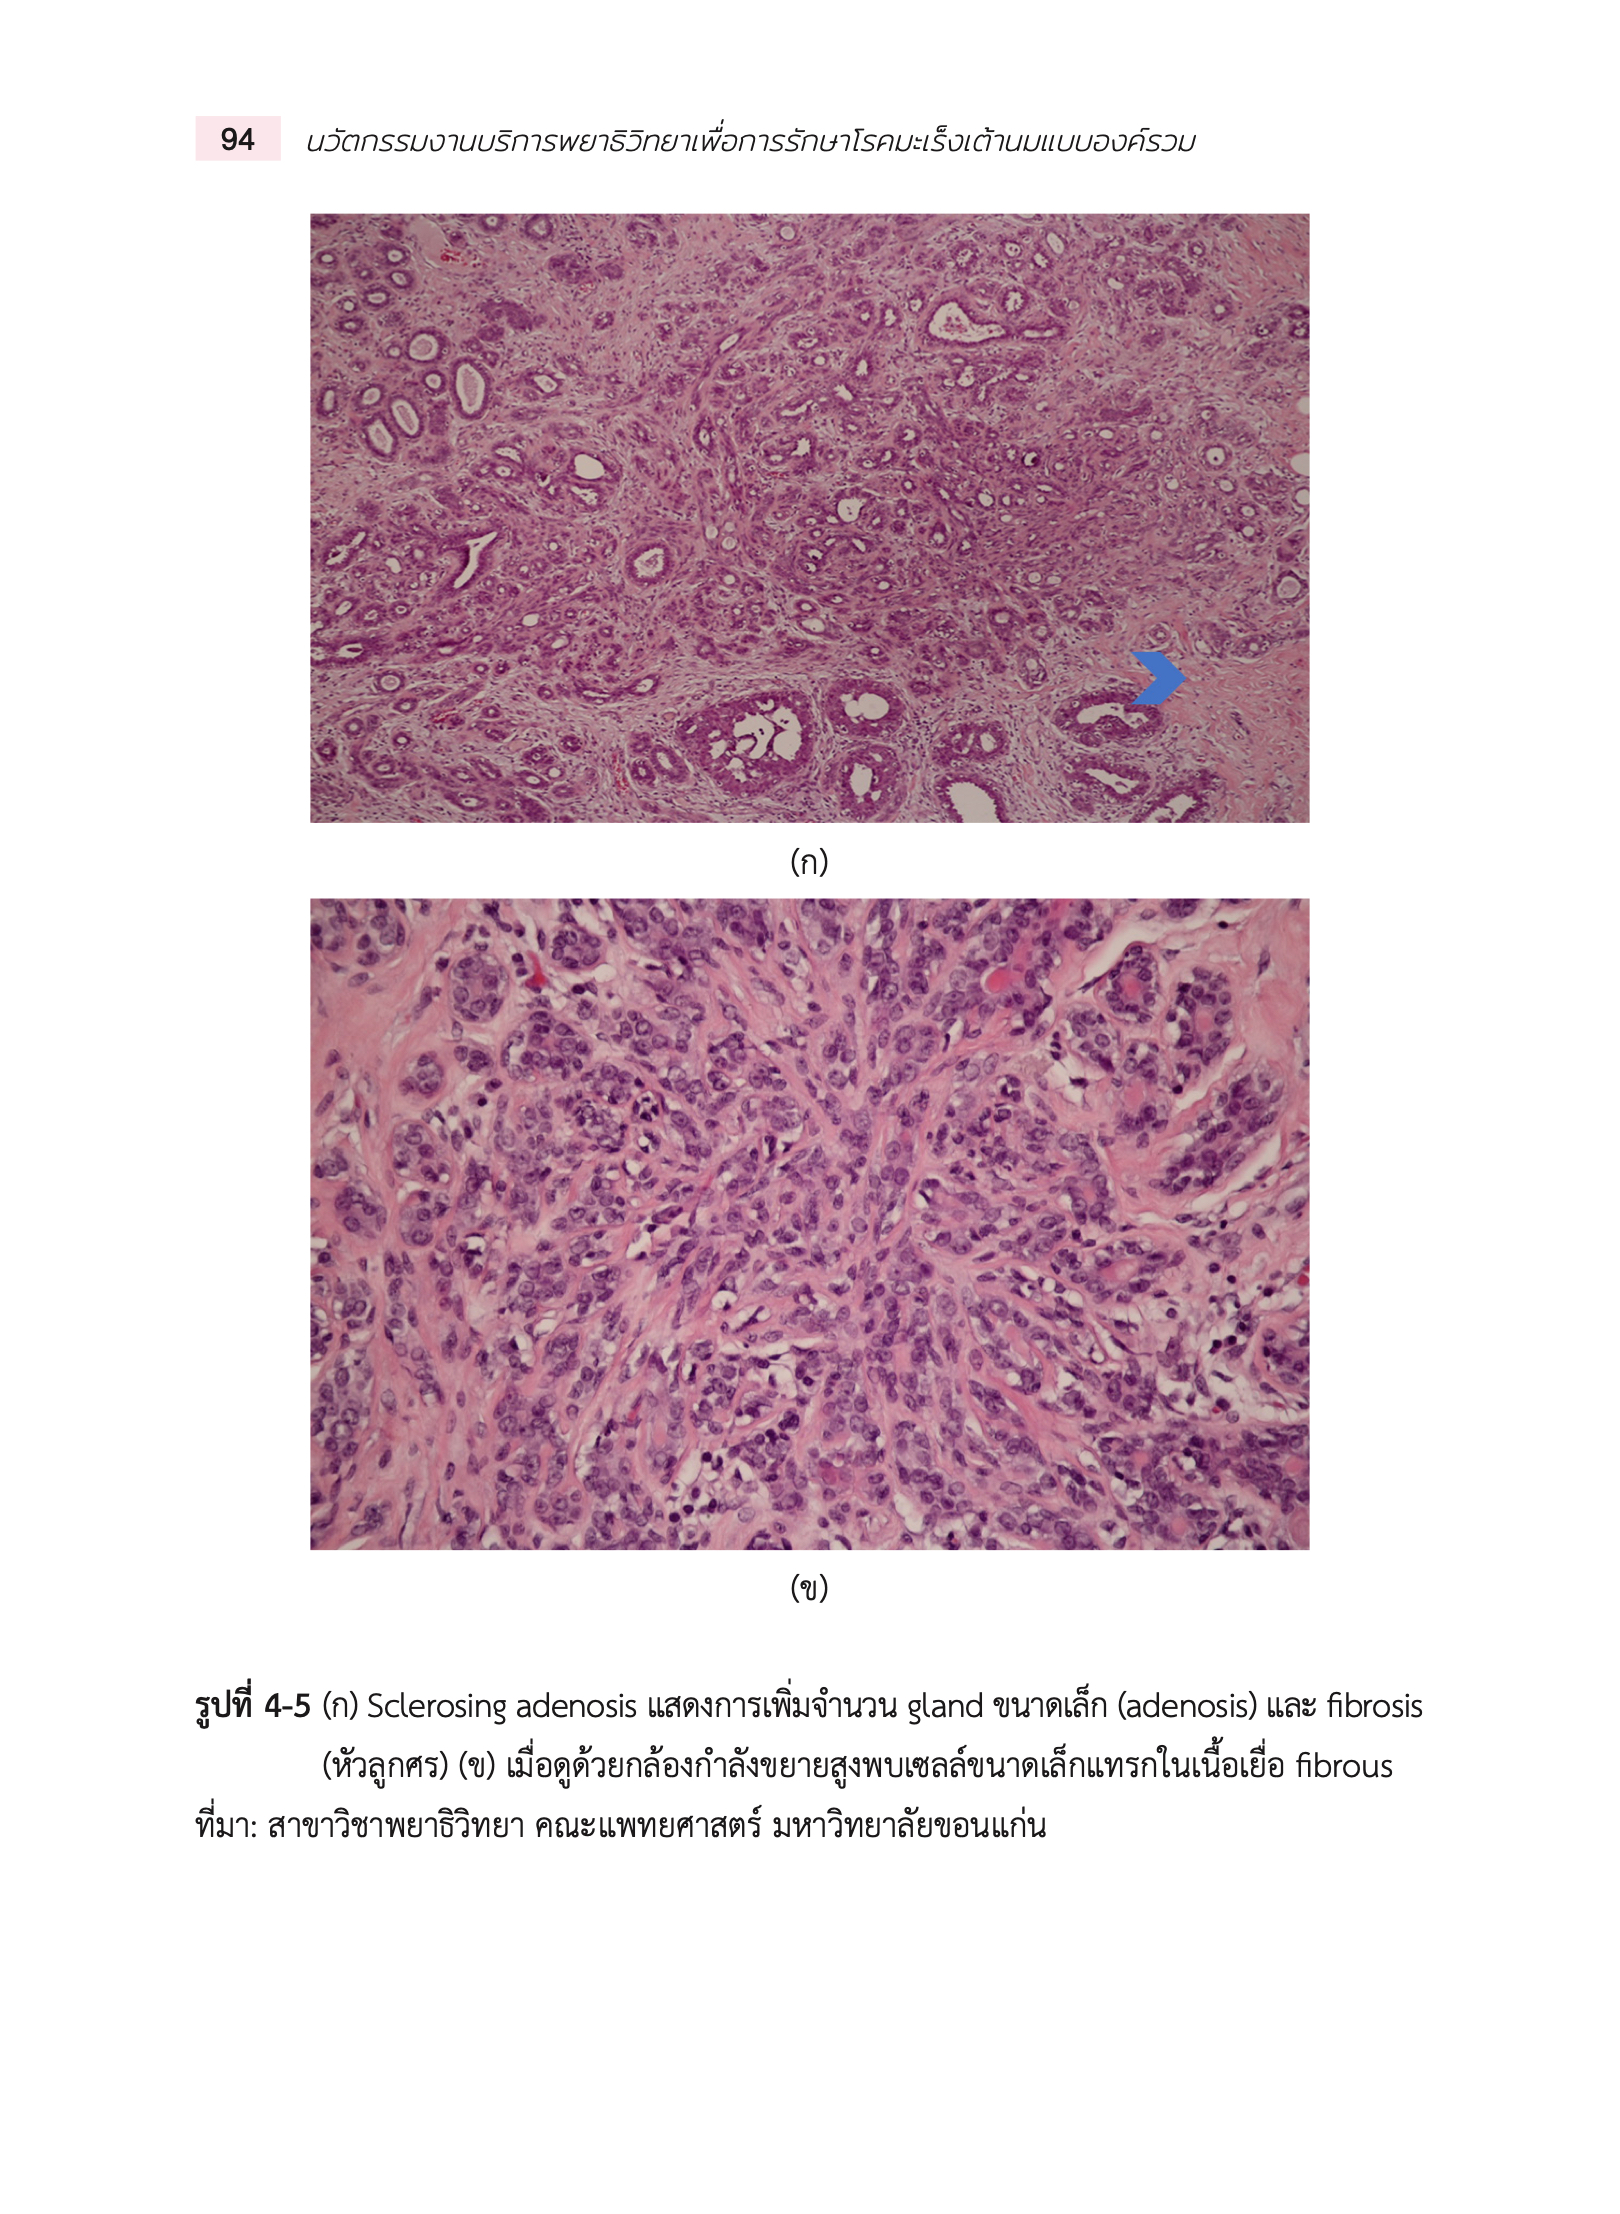 94 นวัตกรรมงานบริการพยาธิวิทยาเพื่อการรักษาโรคมะเร็งเต้านมแบบองค์รวม
(ก)
(ข)
รูปที่ 4-5 (ก) Sclerosing adenosis แสดงการเพิ่มจำนวน gland ขนาดเล็ก (adenosis) และ fibrosis
(หัวลูกศร) (ข) เมื่อดูด้วยกล้องกำลังขยายสูงพบเซลล์ขนาดเล็กแทรกในเนื้อเยื่อ fibrous
ที่มา: สาขาวิชาพยาธิวิทยา คณะแพทยศาสตร์ มหาวิทยาลัยขอนแก่น